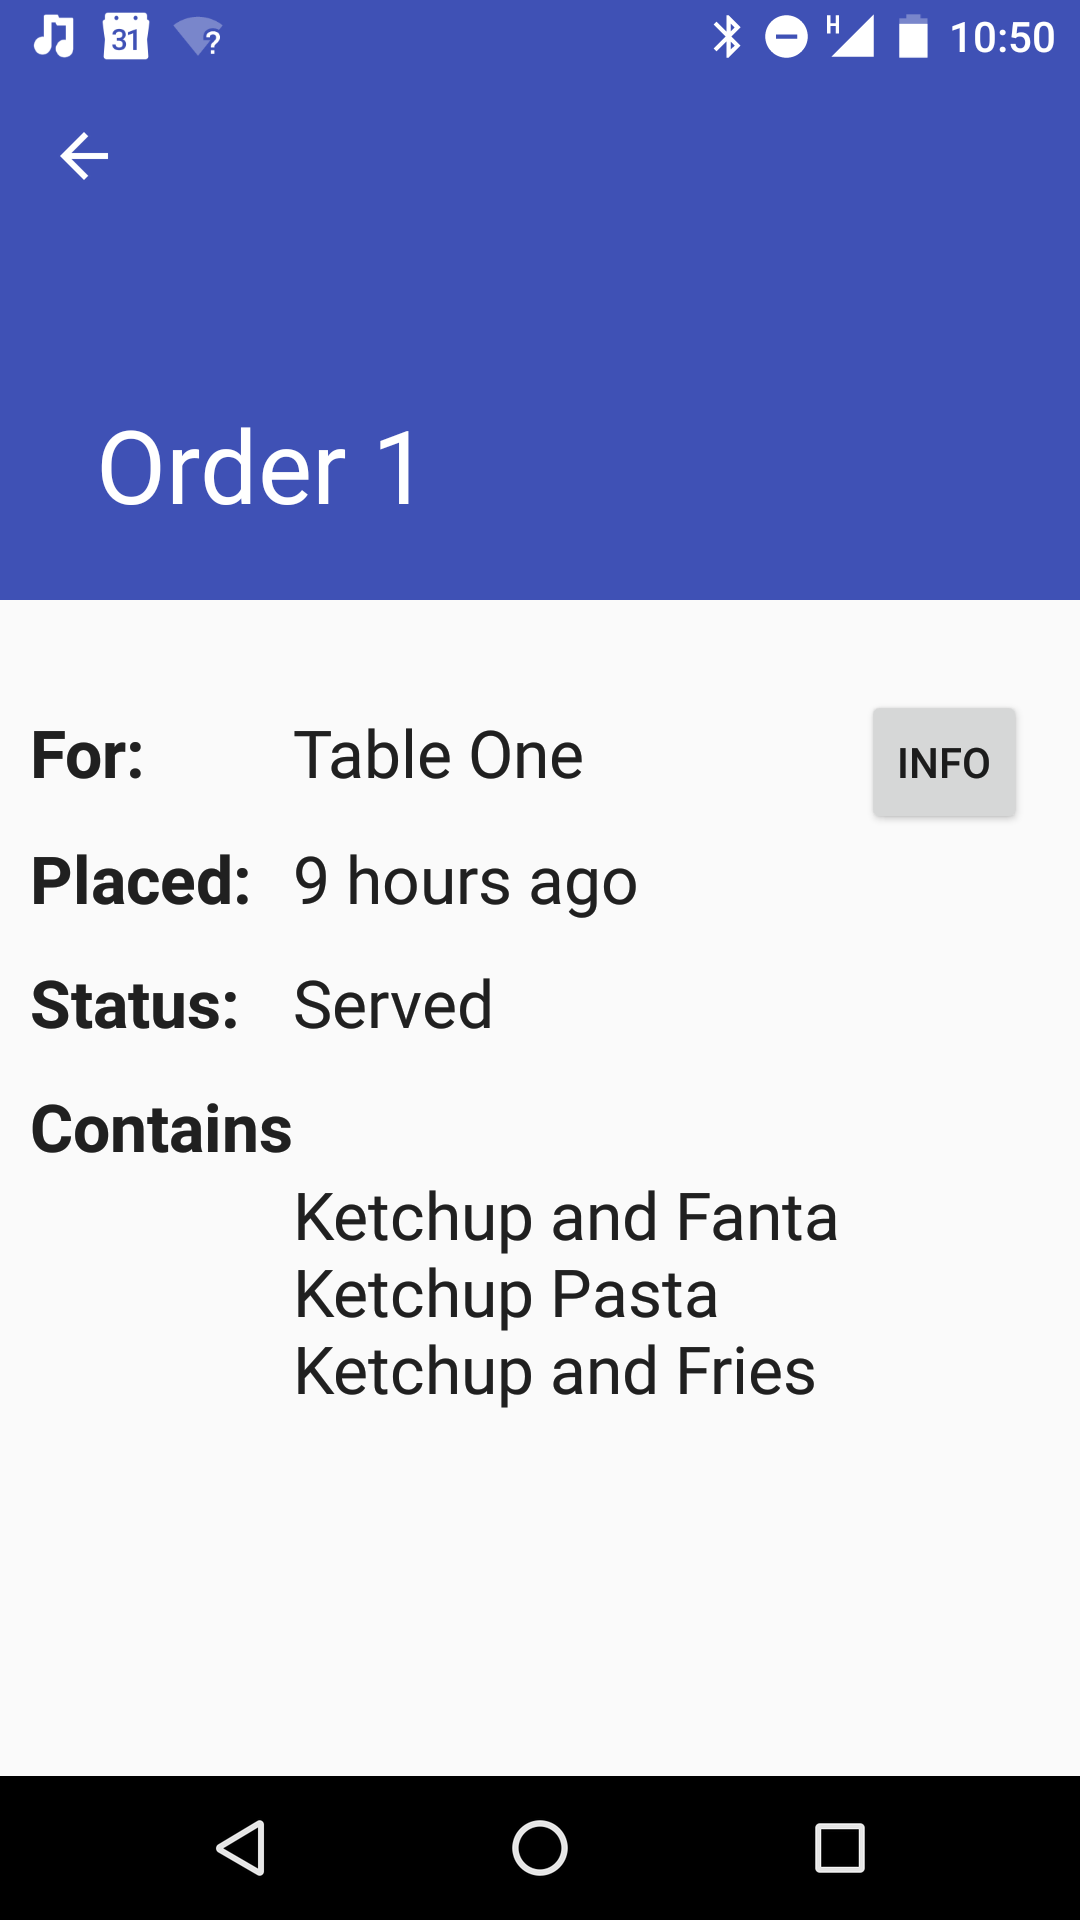 31 ? H 10:50
Order 1
For: Table One INFO
Placed: 9 hours ago
Status: Served
Contains
Ketchup and Fanta
Ketchup Pasta
Ketchup and Fries